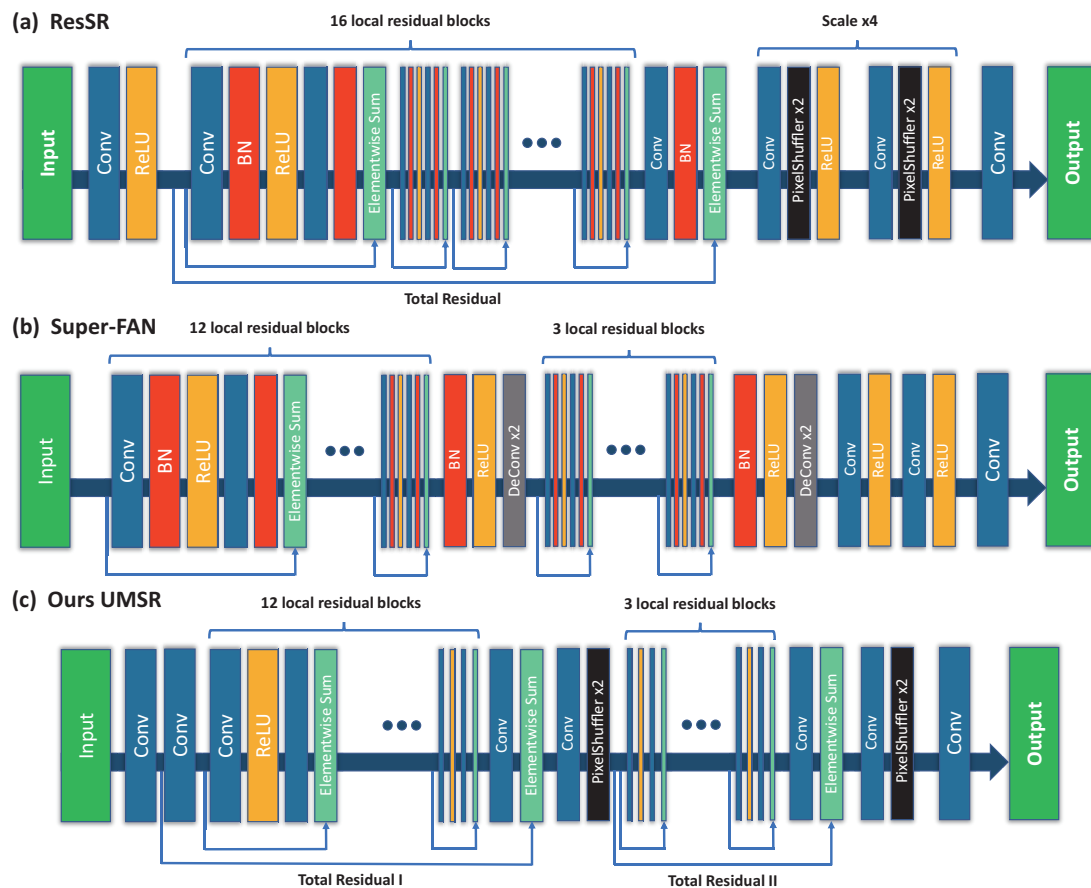 (a) ResSR
16 local residual blocks
Scale x4
Input
Conv
ReLU
Conv
BN
ReLU
Elementwise Sum
Conv
BN
Elementwise Sum
Conv
PixelShuffler x2
ReLU
Conv
PixelShuffler x2
ReLU
Conv
Output
Total Residual
(b) Super-FAN
12 local residual blocks
3 local residual blocks
Input
Conv
BN
ReLU
Elementwise Sum
BN
ReLU
DeConv x2
BN
ReLU
DeConv x2
Conv
ReLU
Conv
ReLU
Conv
Output
(c) Ours UMSR
12 local residual blocks
3 local residual blocks
Input
Conv
Conv
Conv
ReLU
Elementwise Sum
Conv
Elementwise Sum
Conv
PixelShuffler x2
Conv
Elementwise Sum
Conv
PixelShuffler x2
Conv
Output
Total Residual I
Total Residual II